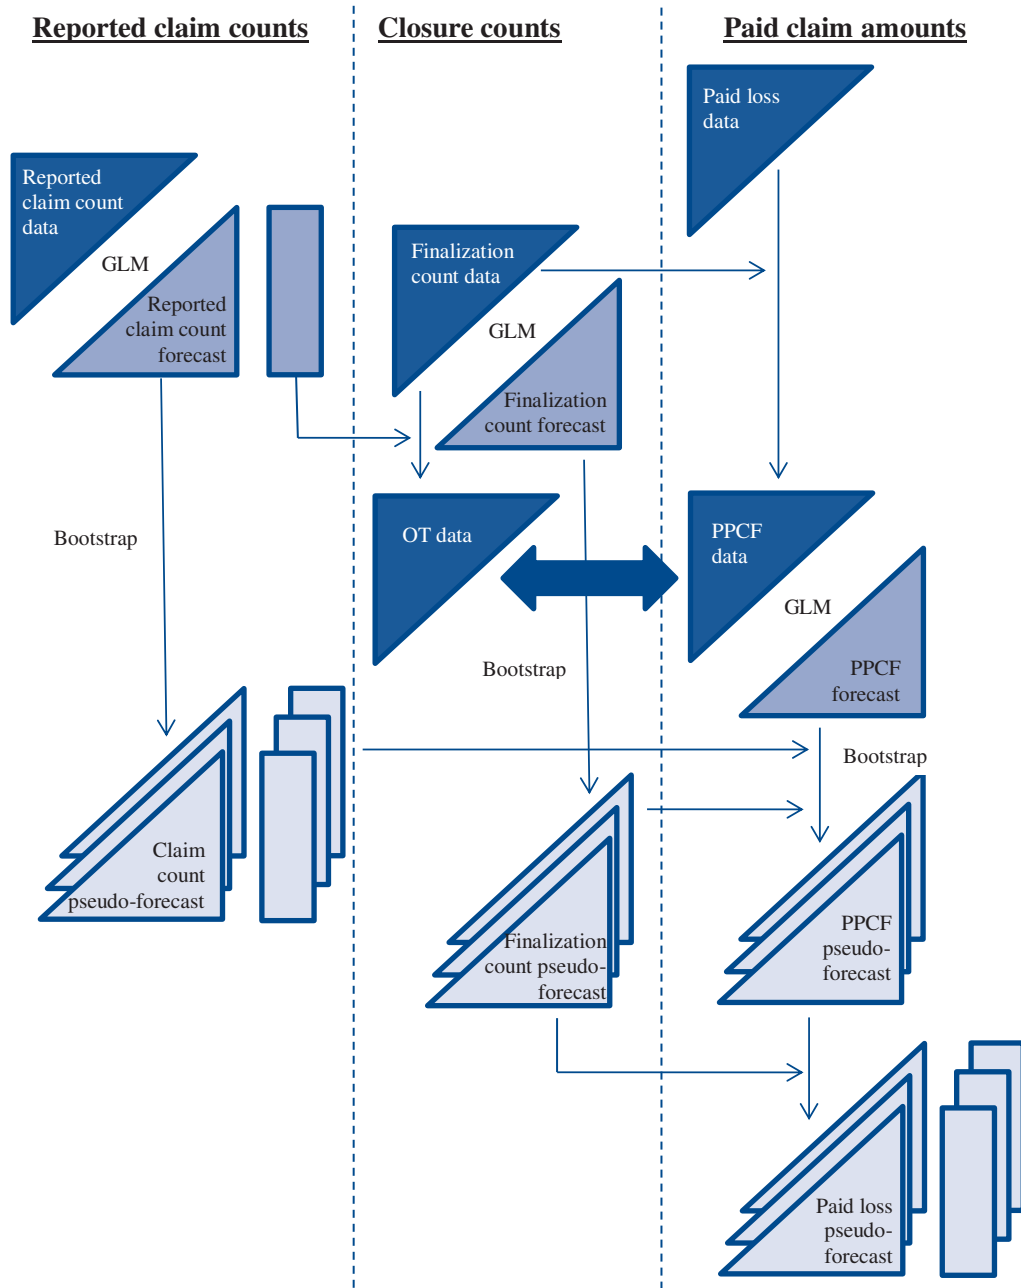 Reported claim counts
Closure counts
Paid claim amounts
Paid loss
data
Reported
claim count
data
GLM
Reported
claim count
forecast
Finalization
count data
GLM
Finalization
count forecast
OT data
PPCF
data
GLM
PPCF
forecast
Bootstrap
Bootstrap
Bootstrap
Claim
count
pseudo-forecast
Finalization
count pseudo-
forecast
PPCF
pseudo-
forecast
Paid loss
pseudo-
forecast